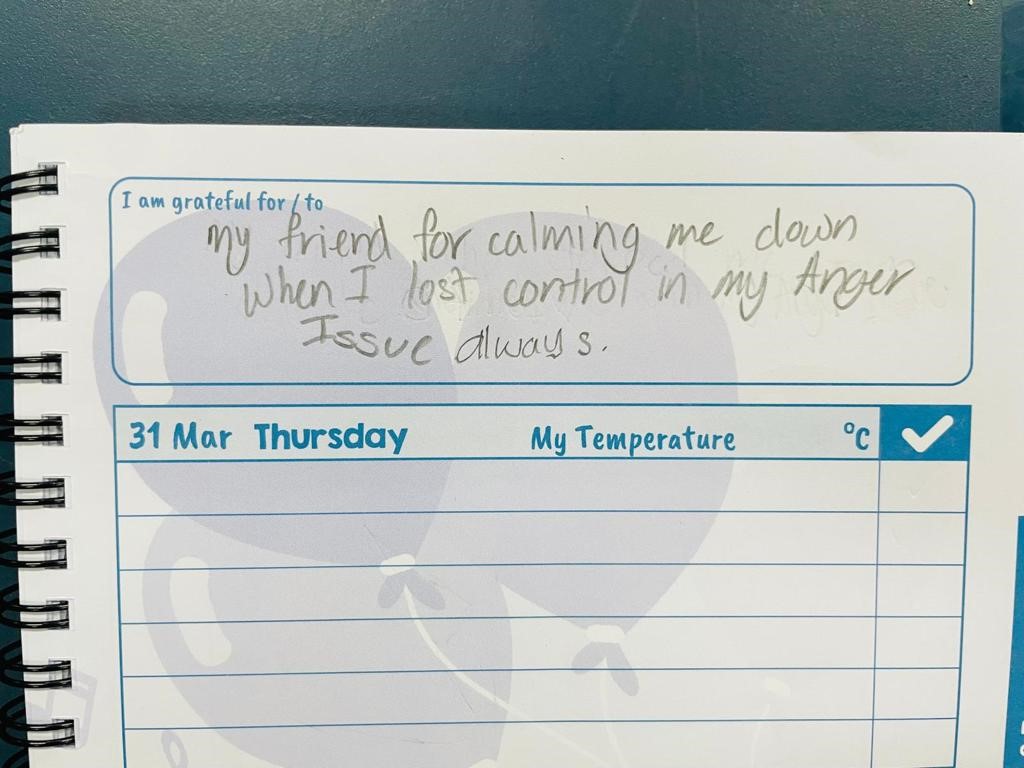 I am grateful for / to
my friend for calming me down
when I lost control in my Anger
Issue always.
31 Mar Thursday My Temperature °C